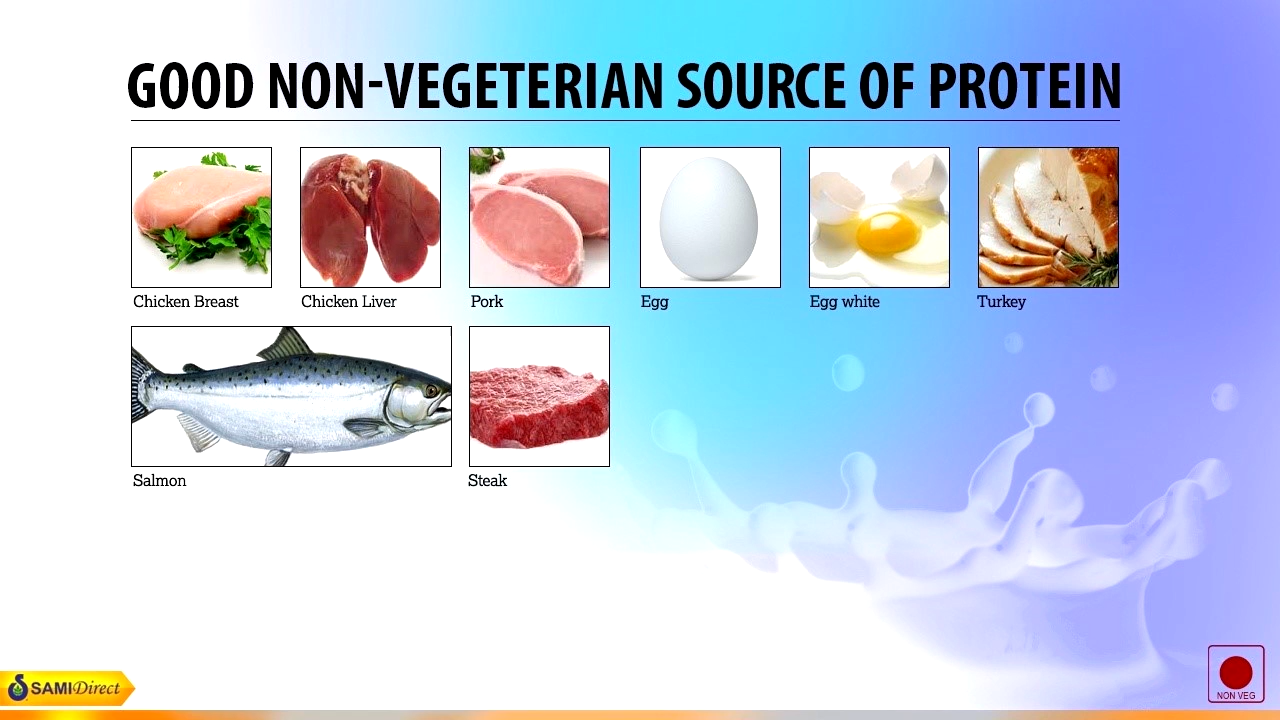 GOOD NON-VEGETERIAN SOURCE OF PROTEIN
Chicken Breast
Chicken Liver
Pork
Egg
Egg white
Turkey
Salmon
Steak
SAMIDirect
NON VEG